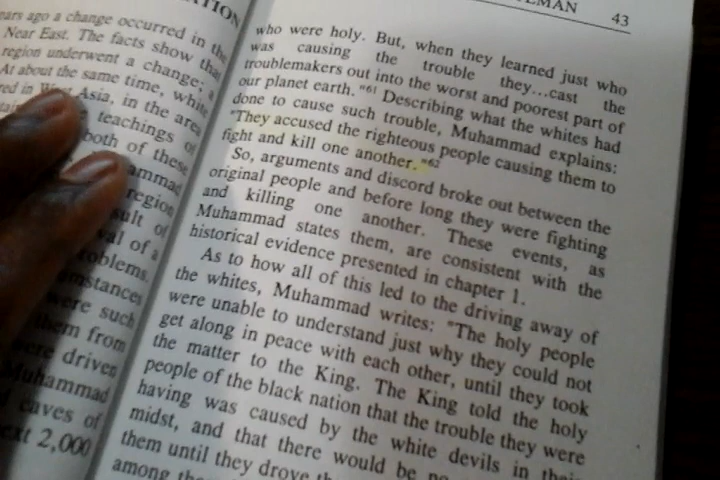 ATION
ears ago a change occurred in the
Near East. The facts show that
region underwent a change;
At about the same time, white
red in West Asia, in the area
teachings of
both of these
ammad
region
sult of
val of a
roblems
mstances
were such
them from
were driven
Muhammad
caves of
ext 2,000
EMAN
43
who were holy. But, when they learned just who
was causing the trouble they...cast the
troublemakers out into the worst and poorest part of
our planet earth."61 Describing what the whites had
done to cause such trouble, Muhammad explains:
"They accused the righteous people causing them to
fight and kill one another."62
So, arguments and discord broke out between the
original people and before long they were fighting
and killing one another. These events, as
Muhammad states them, are consistent with the
historical evidence presented in chapter 1.
As to how all of this led to the driving away of
the whites, Muhammad writes: "The holy people
were unable to understand just why they could not
get along in peace with each other, until they took
the matter to the King. The King told the holy
people of the black nation that the trouble they were
having was caused by the white devils in their
midst, and that there would be no
them until they drove
among